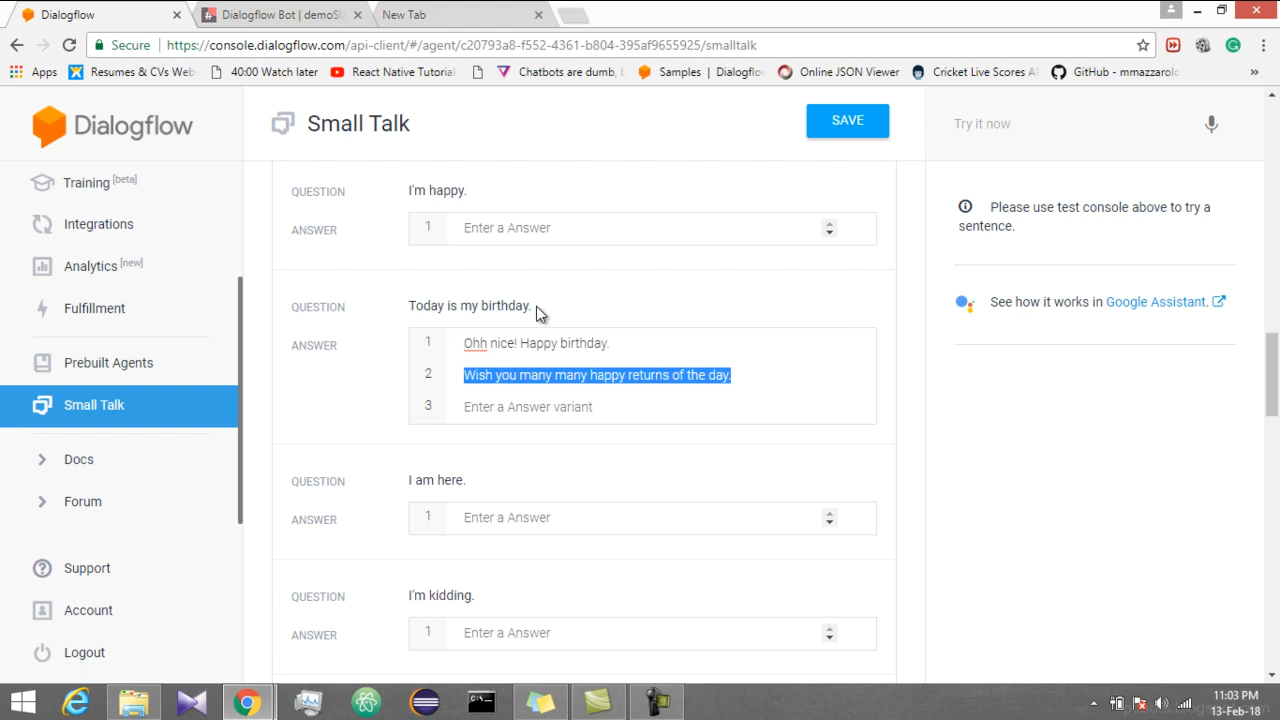 Dialogflow
Dialogflow Bot | demoSl
New Tab
Secure
https://console.dialogflow.com/api-client/#/agent/c20793a8-f552-4361-b804-395af9655925/smalltalk
Apps
Resumes & CVs Web
40:00 Watch later
React Native Tutoria
Chatbots are dumb,
Samples | Dialogflow
Online JSON Viewer
Cricket Live Scores AP
GitHub - mmazzarolo
Dialogflow
Small Talk
SAVE
Try it now
Training [beta]
Integrations
Analytics [new]
Fulfillment
Prebuilt Agents
Small Talk
Docs
Forum
Support
Account
Logout
QUESTION
I'm happy.
ANSWER
1
Enter a Answer
QUESTION
Today is my birthday.
ANSWER
1
Ohh nice! Happy birthday.
2
Wish you many many happy returns of the day.
3
Enter a Answer variant
QUESTION
I am here.
ANSWER
1
Enter a Answer
QUESTION
I'm kidding.
ANSWER
1
Enter a Answer
Please use test console above to try a
sentence.
See how it works in Google Assistant.
11:03 PM
13-Feb-18